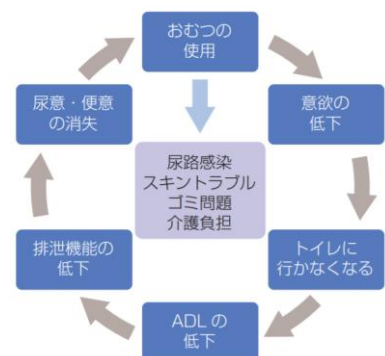 おむつの
使用
意欲の
低下
トイレに
行かなくなる
ADLの
低下
排泄機能の
低下
尿意・便意
の消失
尿路感染
スキントラブル
ゴミ問題
介護負担